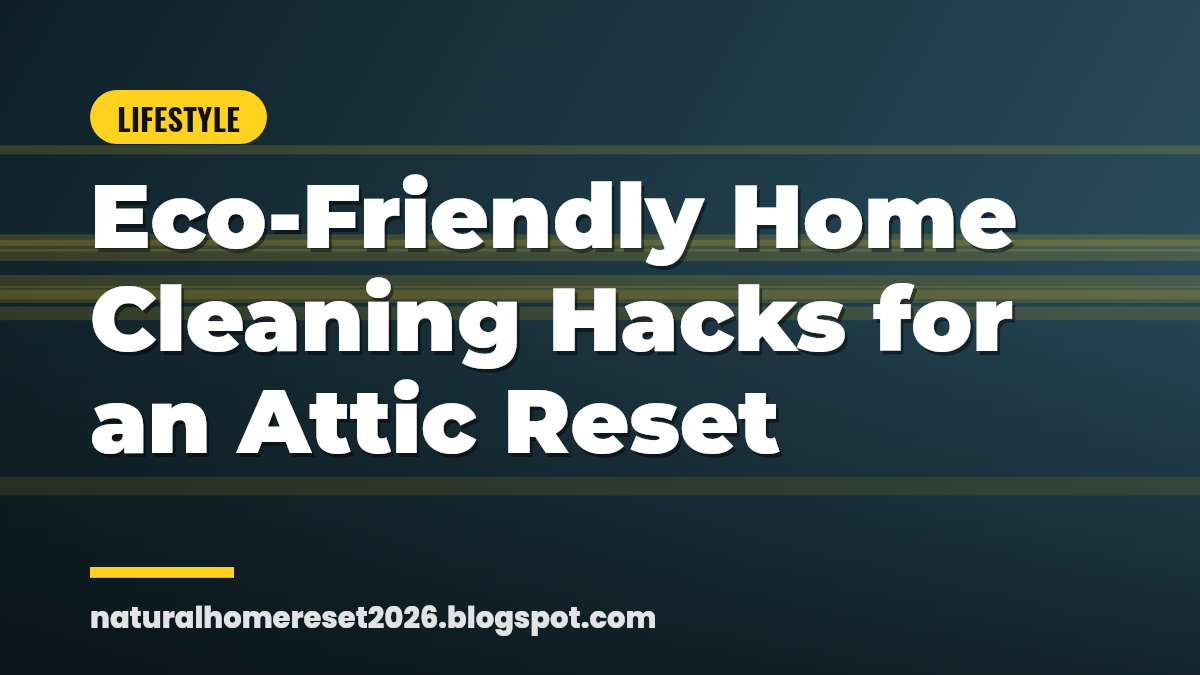 LIFESTYLE
Eco-Friendly Home
Cleaning Hacks for
an Attic Reset
naturalhomereset2026.blogspot.com